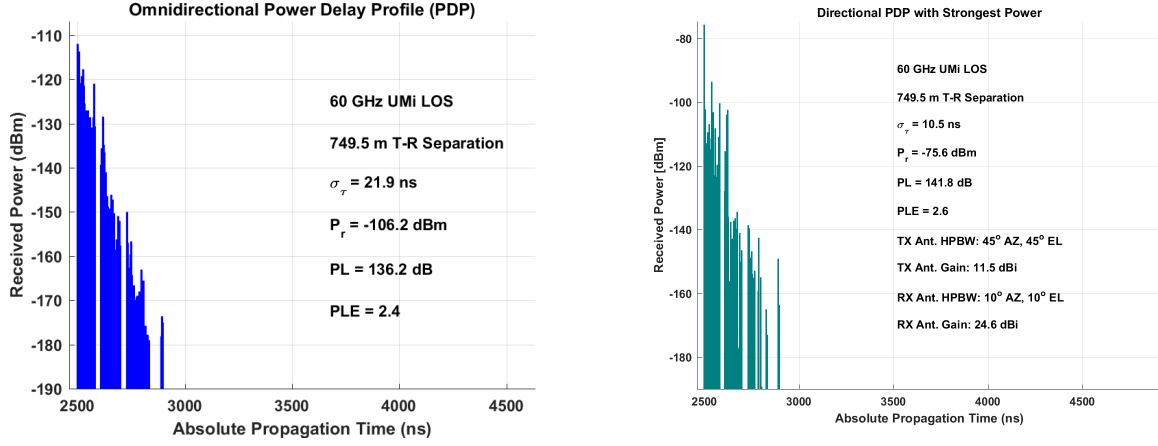 Omnidirectional Power Delay Profile (PDP)
-110
-120
-130
-140
-150
-160
-170
-180
-190
Received Power (dBm)
60 GHz UMi LOS
749.5 m T-R Separation
στ = 21.9 ns
Pr = -106.2 dBm
PL = 136.2 dB
PLE = 2.4
2500
3000
3500
4000
4500
Absolute Propagation Time (ns)
Directional PDP with Strongest Power
-80
-100
-120
-140
-160
-180
Received Power [dBm]
60 GHz UMi LOS
749.5 m T-R Separation
στ = 10.5 ns
Pr = -75.6 dBm
PL = 141.8 dB
PLE = 2.6
TX Ant. HPBW: 45° AZ, 45° EL
TX Ant. Gain: 11.5 dBi
RX Ant. HPBW: 10° AZ, 10° EL
RX Ant. Gain: 24.6 dBi
2500
3000
3500
4000
4500
Absolute Propagation Time (ns)